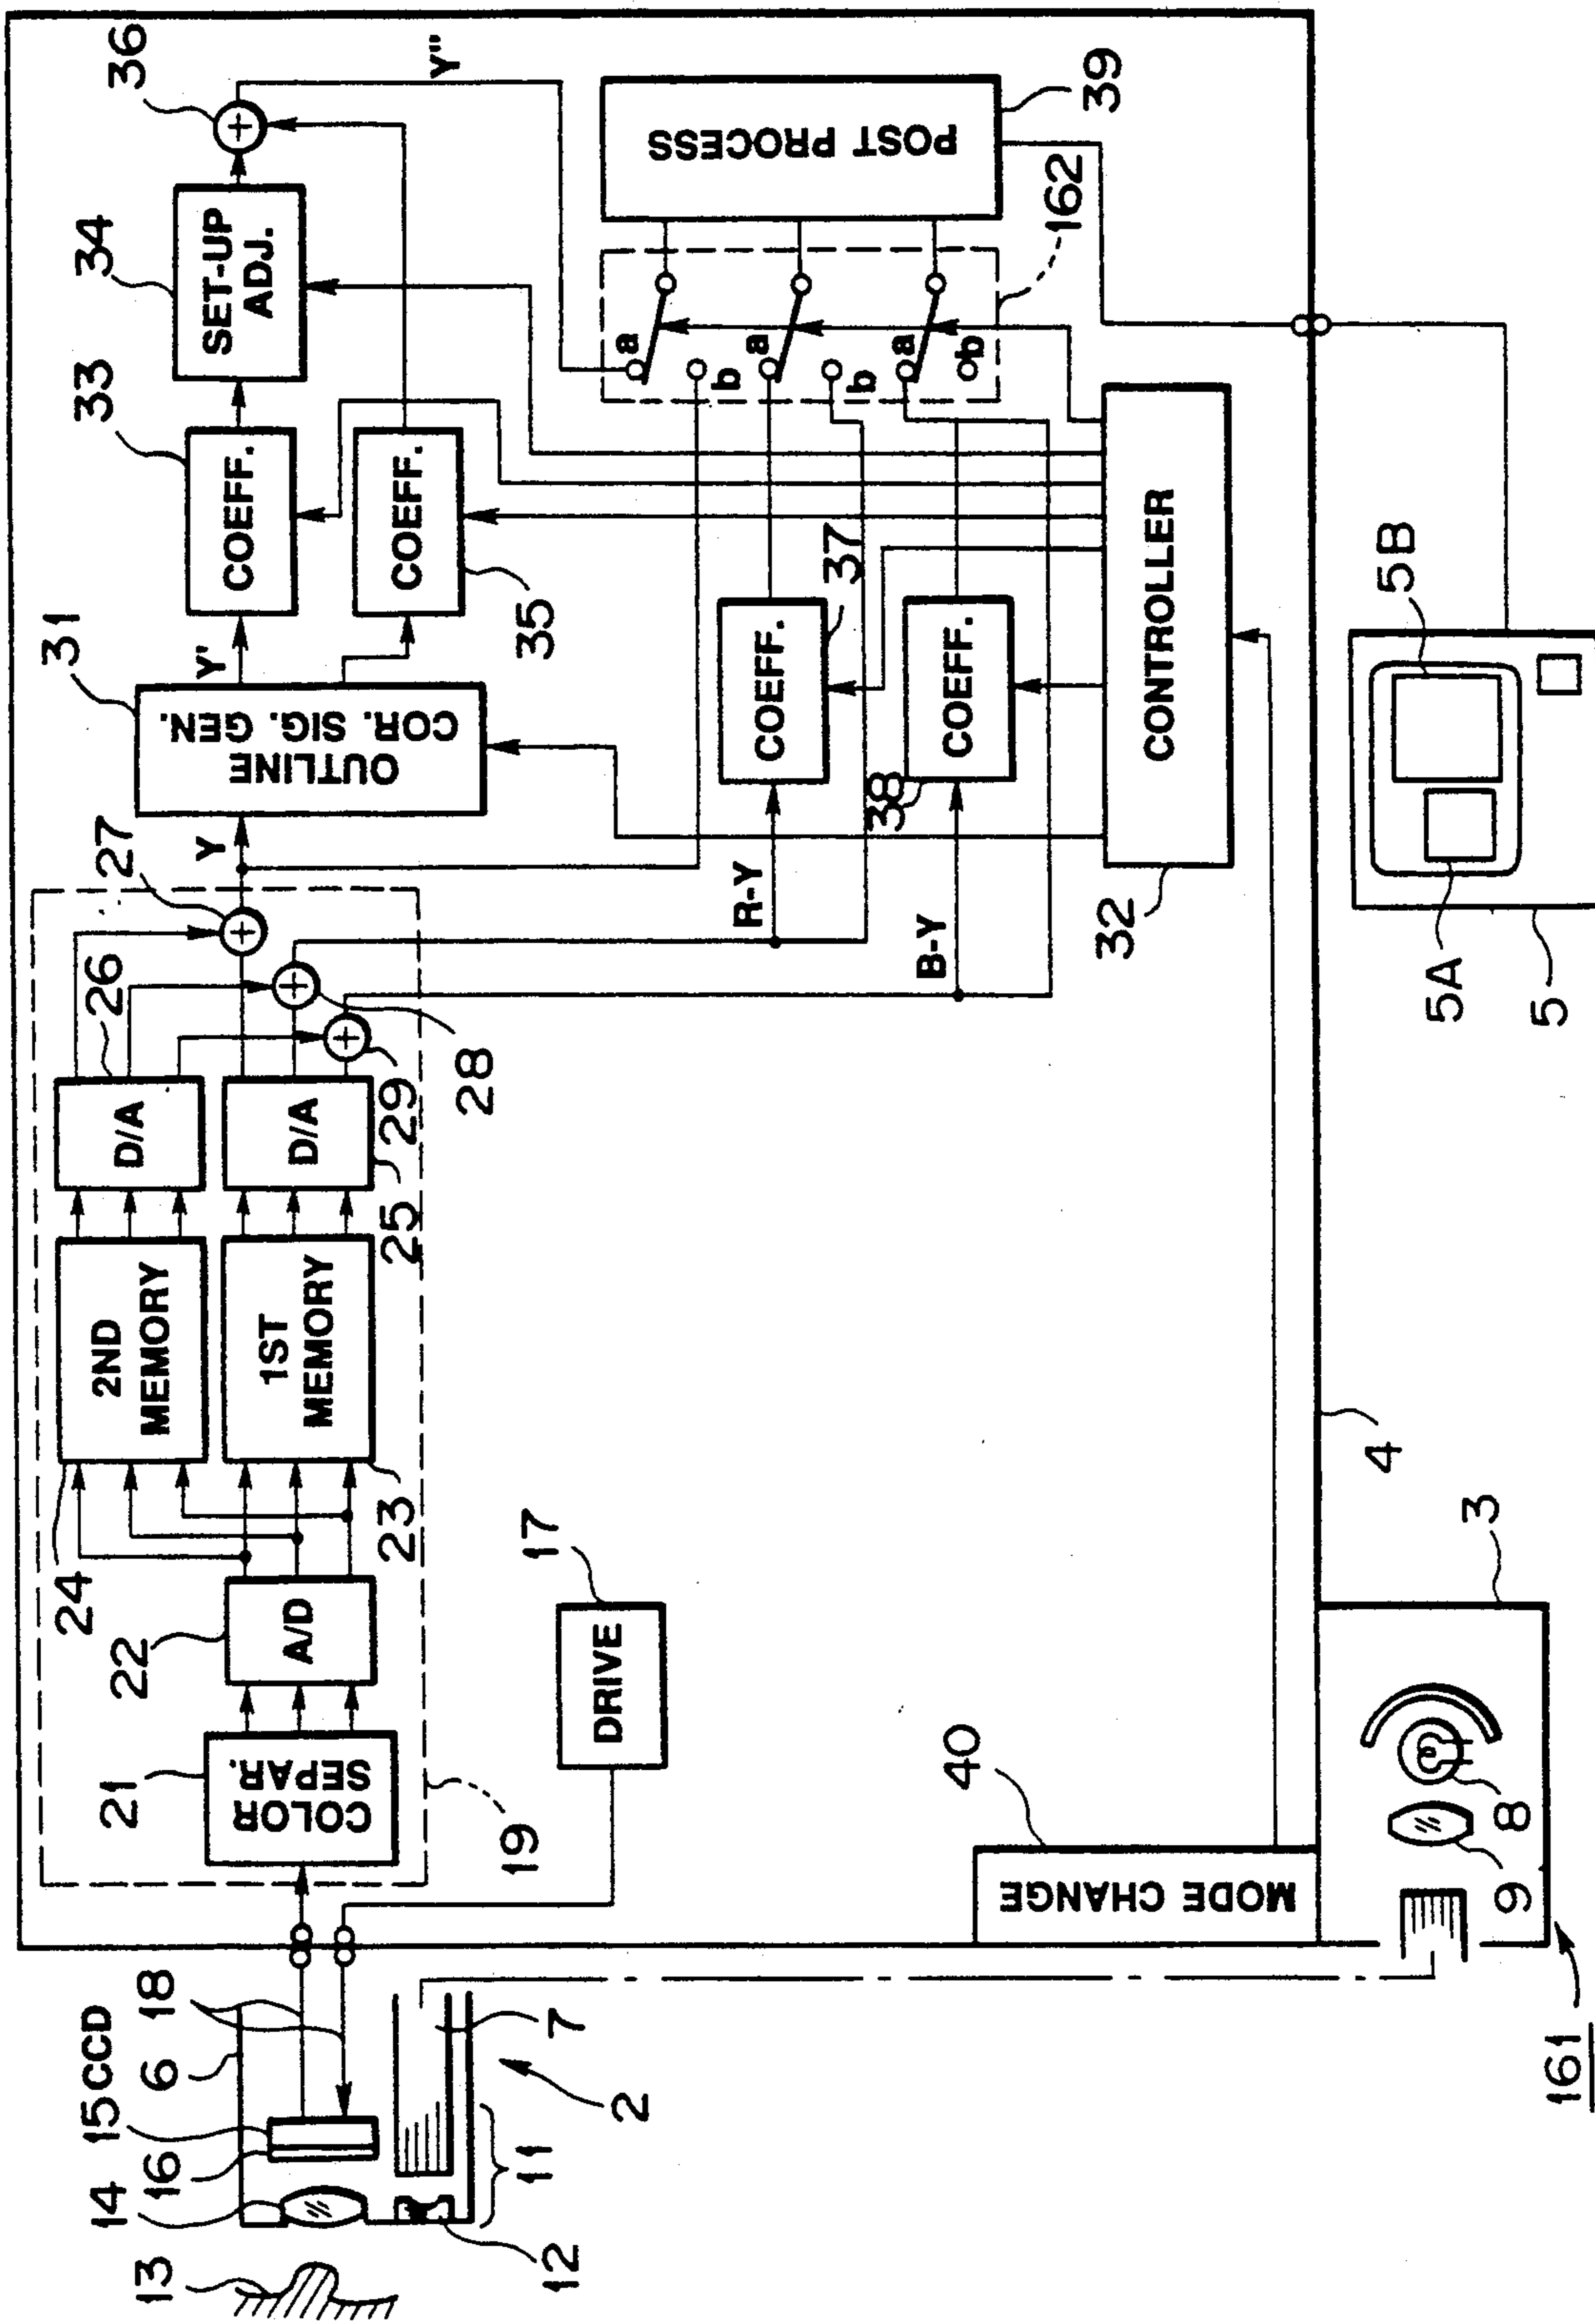 36
Y"
34
SET-UP
ADJ.
33
COEFF.
COEFF.
35
31
Y'
OUTLINE
COR. SIG. GEN.
27
Y
26
28
29
D/A
D/A
25
2ND
MEMORY
1ST
MEMORY
24
23
22
A/D
21
COLOR
SEPAR.
19
17
DRIVE
POST PROCESS
39
162
a
b
a
b
a
b
37
COEFF.
38
COEFF.
R-Y
B-Y
CONTROLLER
32
5B
5A
5
4
3
40
MODE CHANGE
8
9
161
18
15CCD
6
16
14
13
12
11
7
2